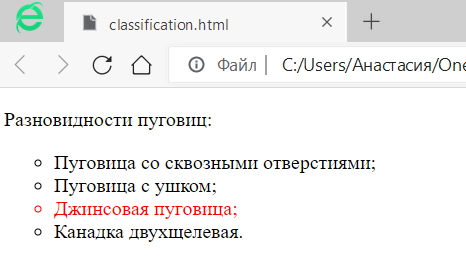 classification.html
Файл C:/Users/Анастасия/One
Разновидности пуговиц:
Пуговица со сквозными отверстиями;
Пуговица с ушком;
Джинсовая пуговица;
Канадка двухщелевая.